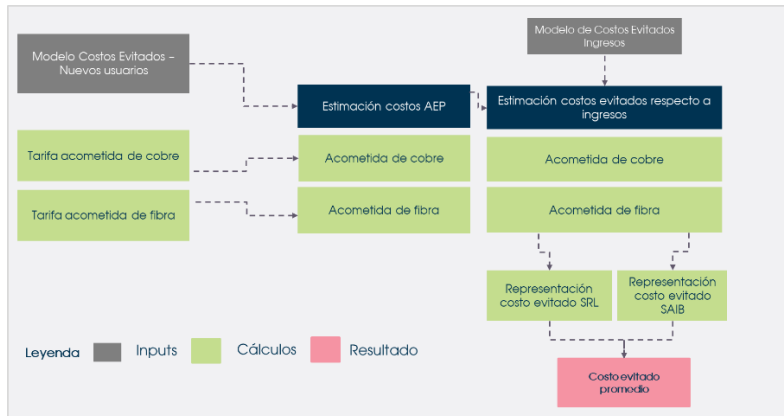 Modelo de Costos Evitados
Ingresos
Modelo Costos Evitados –
Nuevos usuarios
Estimación costos AEP
Estimación costos evitados respecto a
ingresos
Tarifa acometida de cobre
Acometida de cobre
Acometida de cobre
Tarifa acometida de fibra
Acometida de fibra
Acometida de fibra
Representación
costo evitado SRL
Representación
costo evitado
SAIB
Leyenda
Inputs
Cálculos
Resultado
Costo evitado
promedio